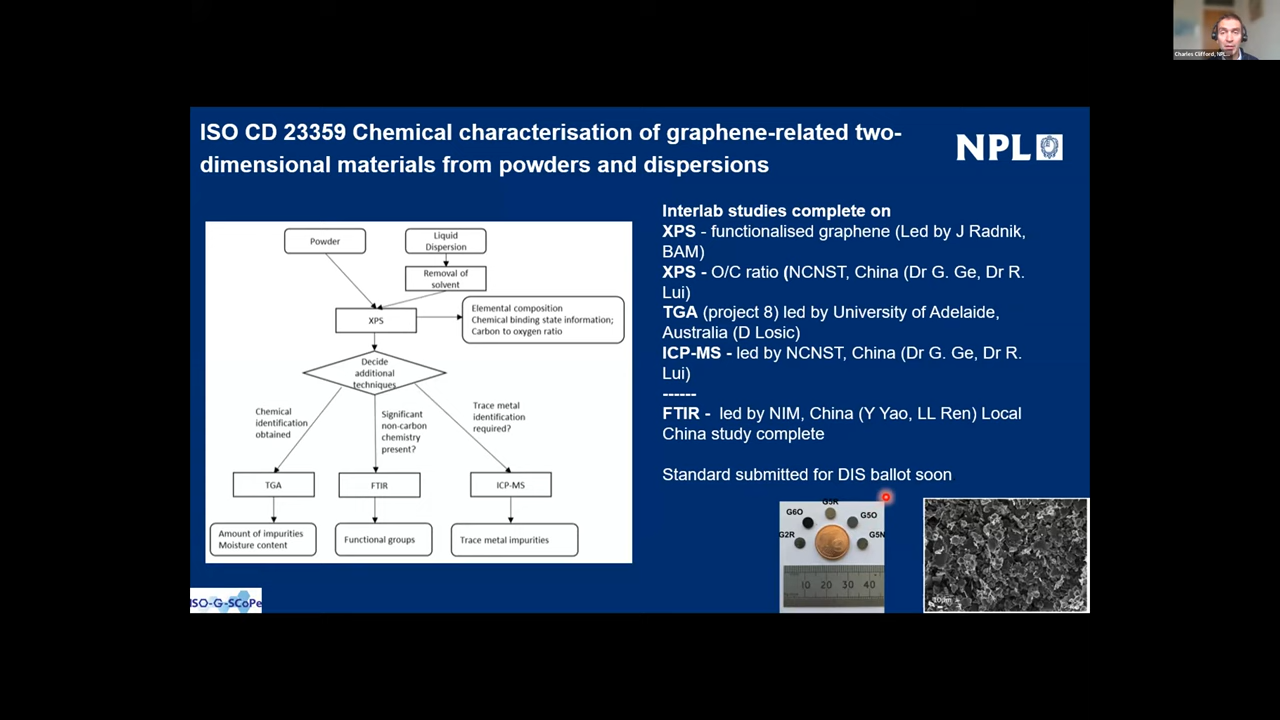 Charles Clifford, NPL...
ISO CD 23359 Chemical characterisation of graphene-related two-
dimensional materials from powders and dispersions
NPL
Powder
Liquid
Dispersion
Removal of
solvent
XPS
Elemental composition
Chemical binding state information;
Carbon to oxygen ratio
Decide
additional
techniques
Chemical
identification
obtained
Significant
non-carbon
chemistry
present?
Trace metal
identification
required?
TGA
FTIR
ICP-MS
Amount of impurities
Moisture content
Functional groups
Trace metal impurities
Interlab studies complete on
XPS - functionalised graphene (Led by J Radnik,
BAM)
XPS - O/C ratio (NCNST, China (Dr G. Ge, Dr R.
Lui)
TGA (project 8) led by University of Adelaide,
Australia (D Losic)
ICP-MS - led by NCNST, China (Dr G. Ge, Dr R.
Lui)
------
FTIR - led by NIM, China (Y Yao, LL Ren) Local
China study complete
Standard submitted for DIS ballot soon
G5R
G6O
G5O
G2R
G5N
10 20 30 40
ISO-G-SCoPe